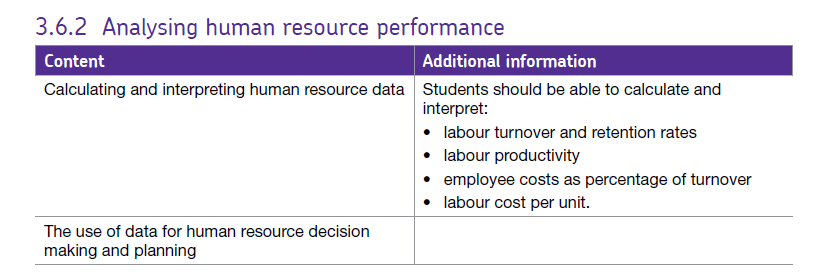 3.6.2 Analysing human resource performance
Content
Additional information
Calculating and interpreting human resource data
Students should be able to calculate and
interpret:
• labour turnover and retention rates
• labour productivity
• employee costs as percentage of turnover
• labour cost per unit.
The use of data for human resource decision
making and planning